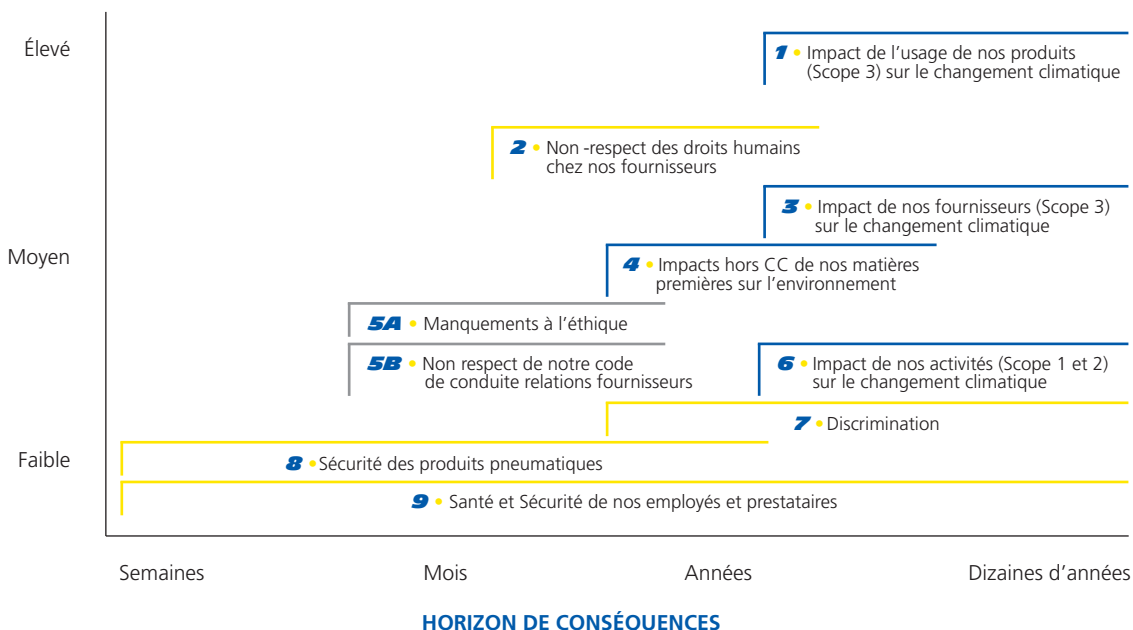 Élevé
1 • Impact de l'usage de nos produits
(Scope 3) sur le changement climatique
2 • Non -respect des droits humains
chez nos fournisseurs
3 • Impact de nos fournisseurs (Scope 3)
sur le changement climatique
Moyen
4 • Impacts hors CC de nos matières
premières sur l'environnement
5A • Manquements à l'éthique
5B • Non respect de notre code
de conduite relations fournisseurs
6 • Impact de nos activités (Scope 1 et 2)
sur le changement climatique
7 • Discrimination
Faible
8 • Sécurité des produits pneumatiques
9 • Santé et Sécurité de nos employés et prestataires
Semaines
Mois
Années
Dizaines d'années
HORIZON DE CONSÉQUENCES